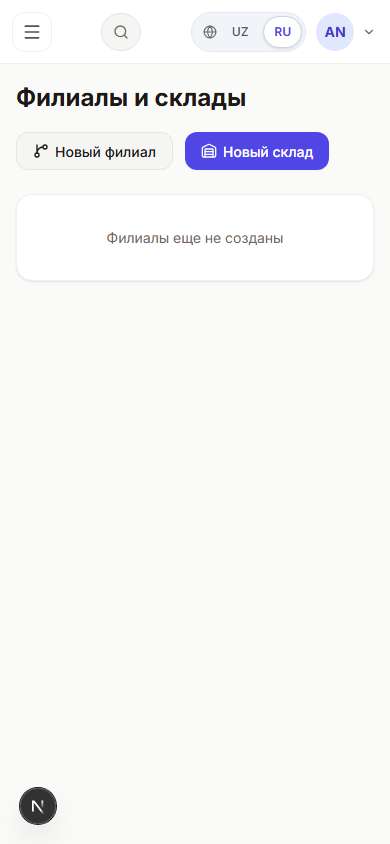 UZ
RU
AN
Филиалы и склады
Новый филиал
Новый склад
Филиалы еще не созданы
N